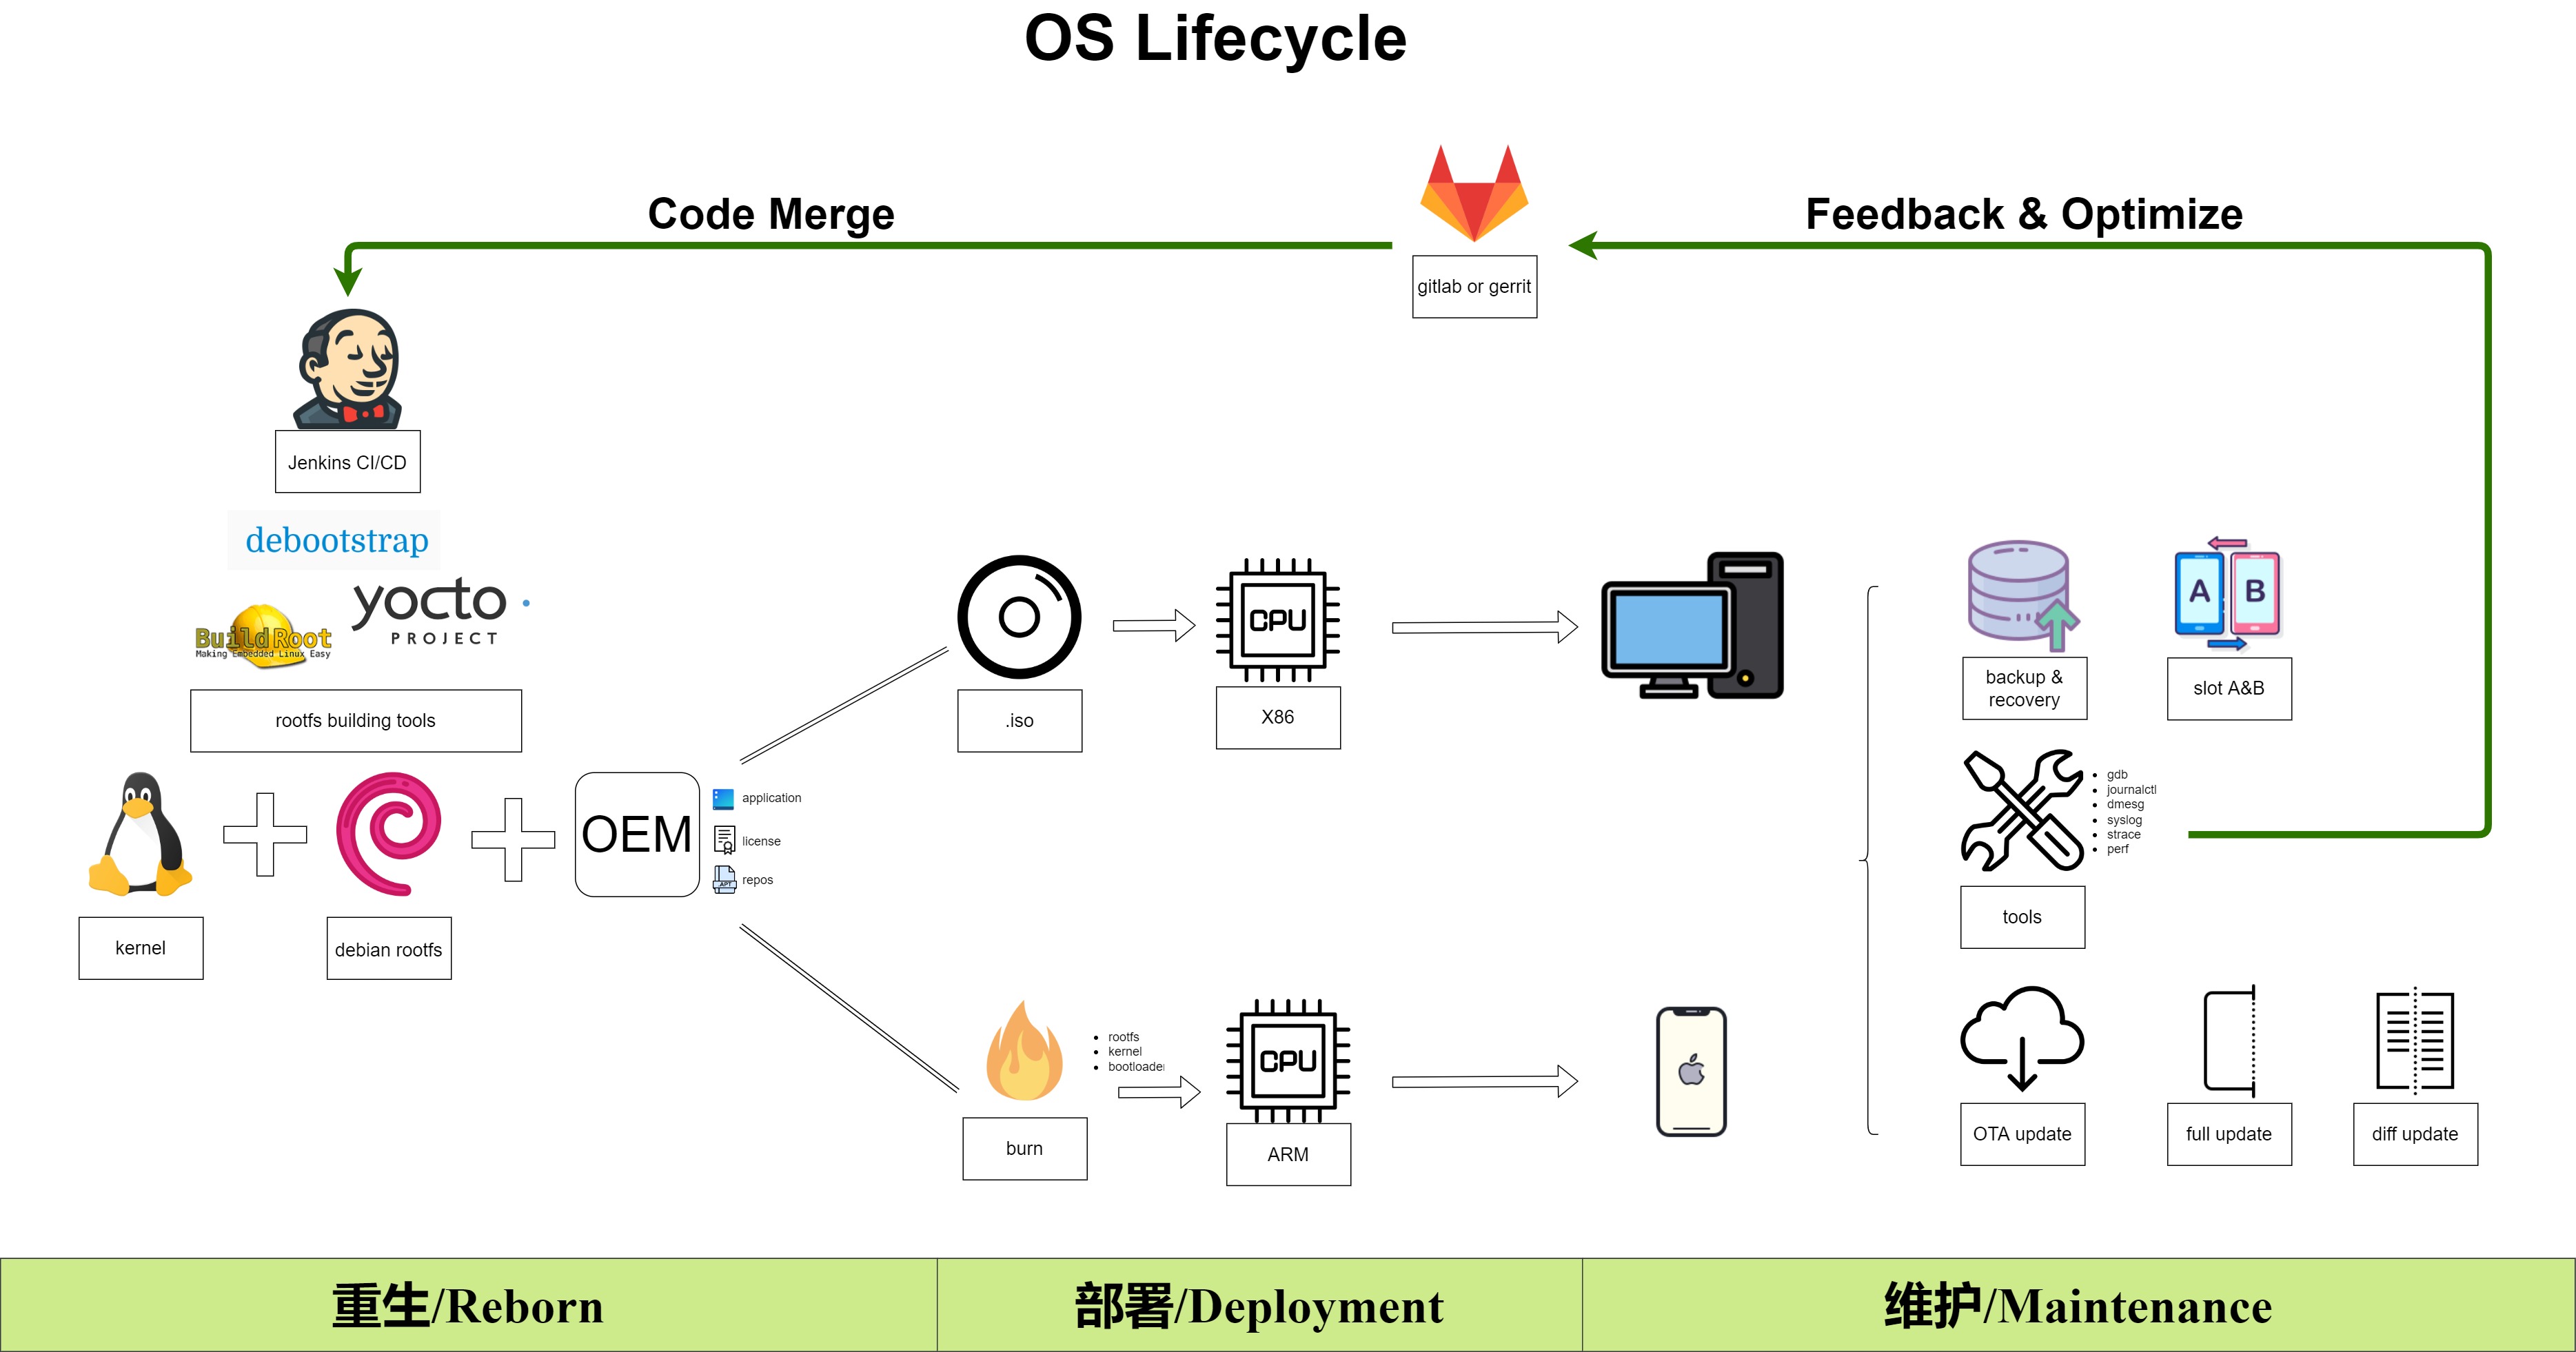 OS Lifecycle
Code Merge
Feedback & Optimize
gitlab or gerrit
Jenkins CI/CD
debootstrap
yocto
PROJECT
BuildRoot
Making Embedded Linux Easy
rootfs building tools
kernel
debian rootfs
OEM
application
license
APT
repos
.iso
CPU
X86
burn
rootfs
kernel
bootloader
CPU
ARM
backup &
recovery
A
B
slot A&B
gdb
journalctl
dmesg
syslog
strace
perf
tools
OTA update
full update
diff update
重生/Reborn
部署/Deployment
维护/Maintenance